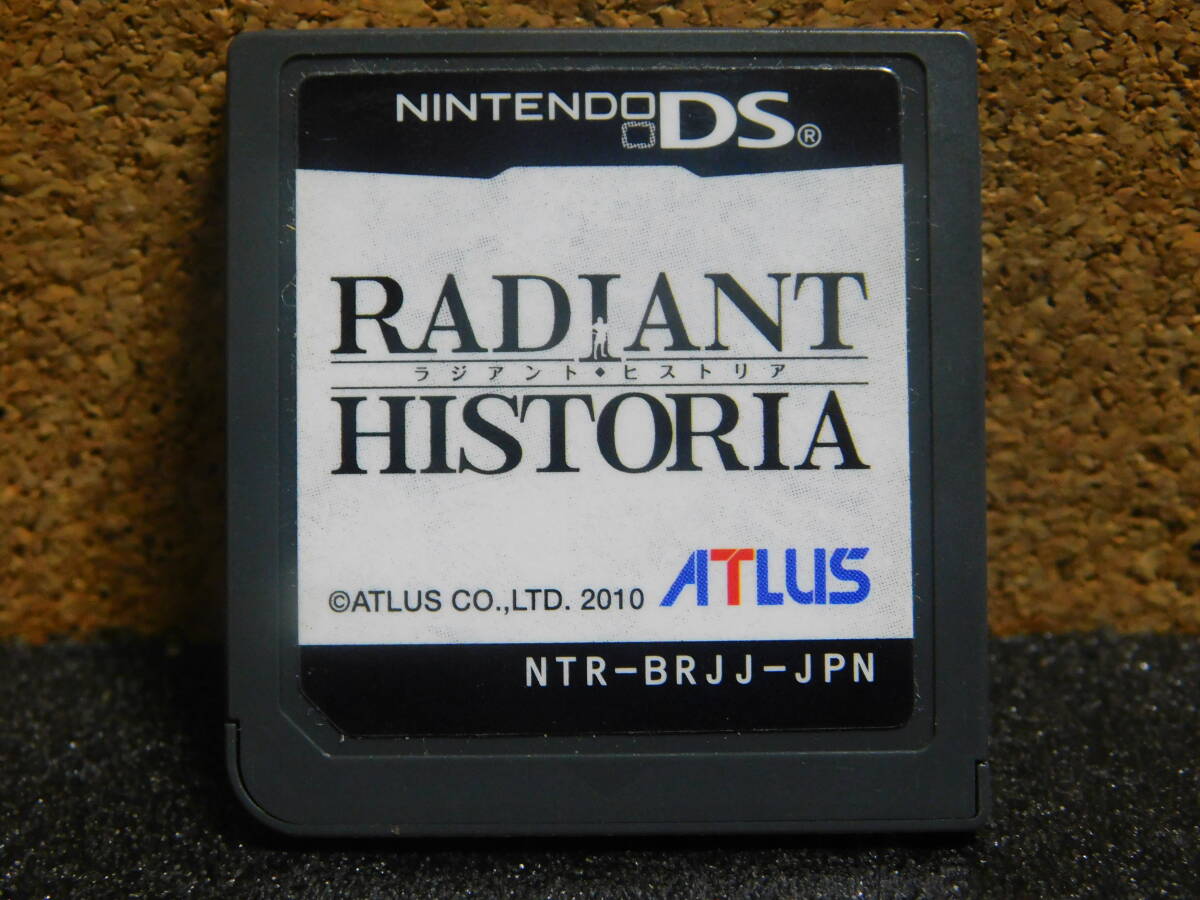 NINTENDO DS®
RADIANT
ラジアント◆ヒストリア
HISTORIA
©ATLUS CO.,LTD. 2010 ATLUS
NTR-BRJJ-JPN